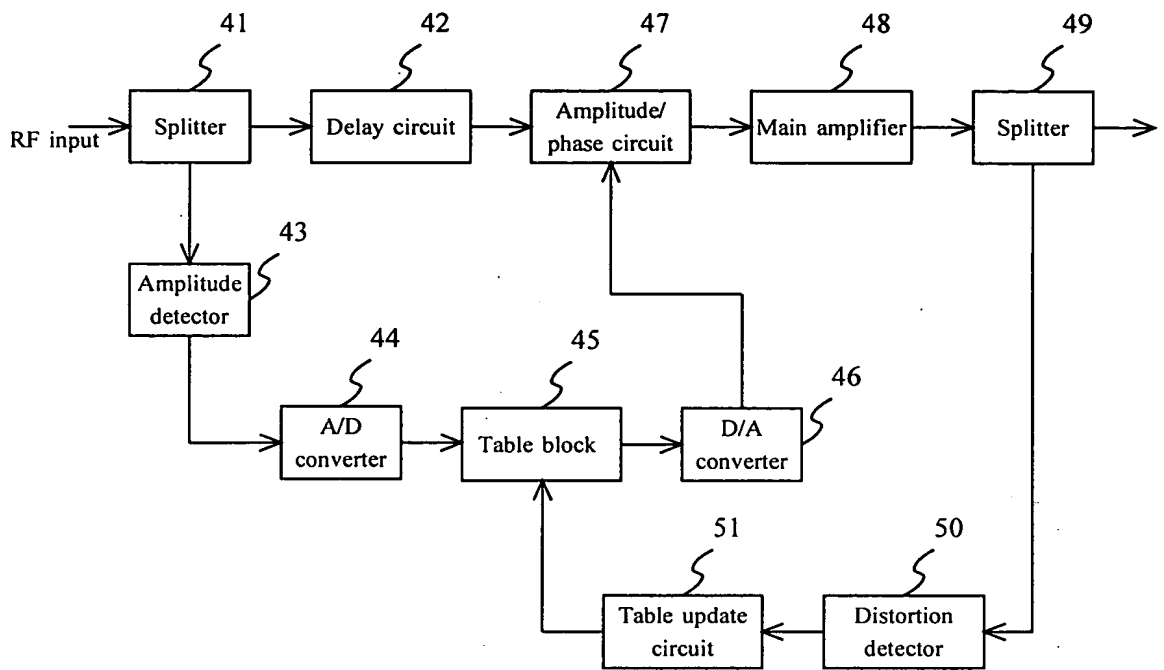 41
42
47
48
49
RF input
Splitter
Delay circuit
Amplitude/
phase circuit
Main amplifier
Splitter
43
Amplitude
detector
44
45
46
A/D
converter
Table block
D/A
converter
51
50
Table update
circuit
Distortion
detector